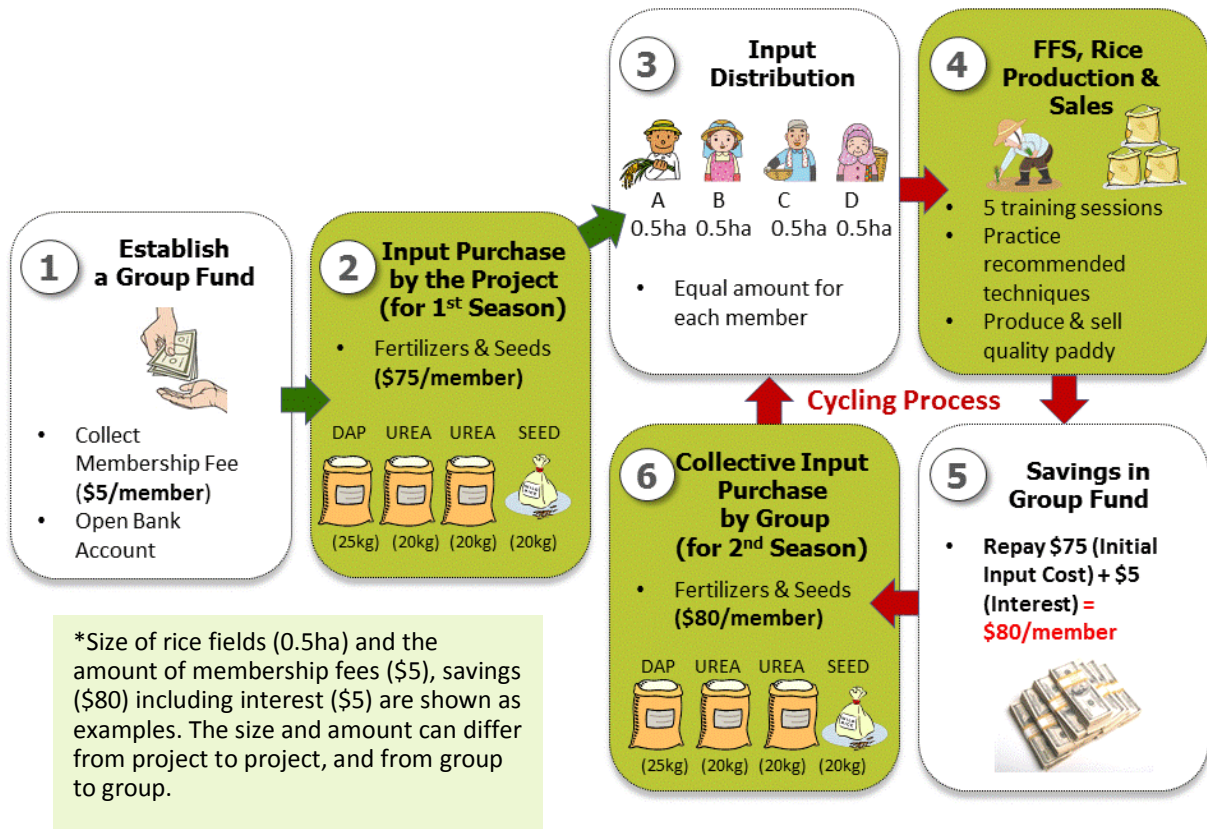 1
Establish
a Group Fund
• Collect
Membership Fee
($5/member)
• Open Bank
Account
2
Input Purchase
by the Project
(for 1st Season)
• Fertilizers & Seeds
($75/member)
DAP UREA UREA SEED
(25kg) (20kg) (20kg) (20kg)
3
Input
Distribution
A B C D
0.5ha 0.5ha 0.5ha 0.5ha
• Equal amount for
each member
4
FFS, Rice
Production &
Sales
• 5 training sessions
• Practice
recommended
techniques
• Produce & sell
quality paddy
Cycling Process
5
Savings in
Group Fund
• Repay $75 (Initial
Input Cost) + $5
(Interest) =
$80/member
6
Collective Input
Purchase
by Group
(for 2nd Season)
• Fertilizers & Seeds
($80/member)
DAP UREA UREA SEED
(25kg) (20kg) (20kg) (20kg)
*Size of rice fields (0.5ha) and the
amount of membership fees ($5), savings
($80) including interest ($5) are shown as
examples. The size and amount can differ
from project to project, and from group
to group.